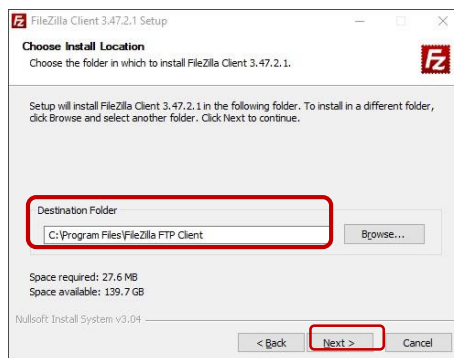 FileZilla Client 3.47.2.1 Setup
Choose Install Location
Choose the folder in which to install FileZilla Client 3.47.2.1.
Fz
Setup will install FileZilla Client 3.47.2.1 in the following folder. To install in a different folder,
click Browse and select another folder. Click Next to continue.
Destination Folder
C:\Program Files\FileZilla FTP Client
Browse...
Space required: 27.6 MB
Space available: 139.7 GB
Nullsoft Install System v3.04
< Back
Next >
Cancel